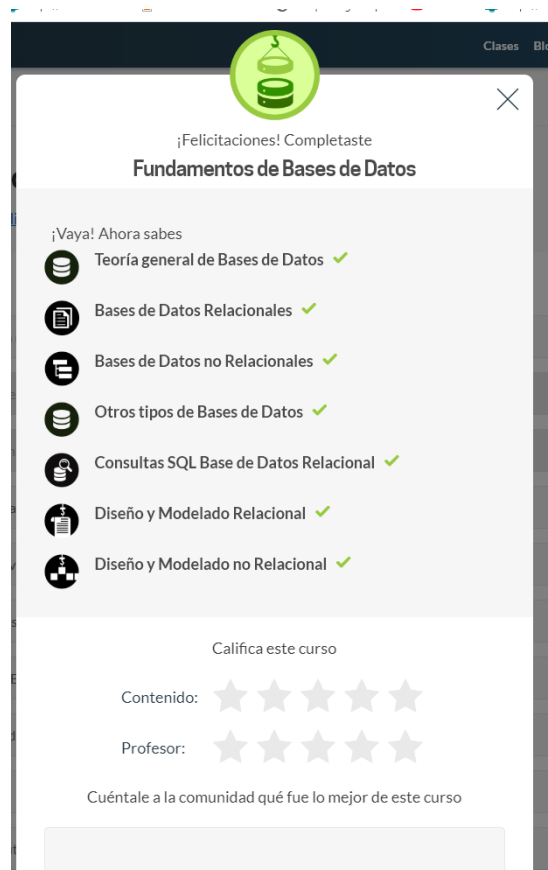 Clases
¡Felicitaciones! Completaste
Fundamentos de Bases de Datos
¡Vaya! Ahora sabes
Teoría general de Bases de Datos
Bases de Datos Relacionales
Bases de Datos no Relacionales
Otros tipos de Bases de Datos
Consultas SQL Base de Datos Relacional
Diseño y Modelado Relacional
Diseño y Modelado no Relacional
Califica este curso
Contenido:
Profesor:
Cuéntale a la comunidad qué fue lo mejor de este curso